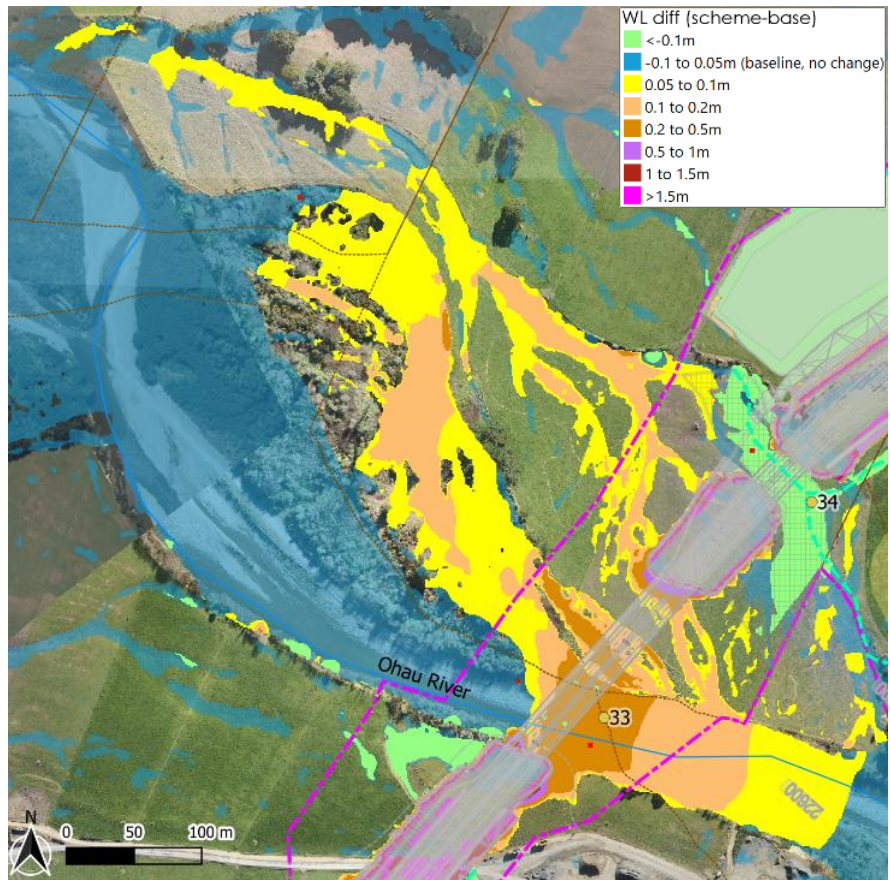 WL diff (scheme-base)
<-0.1m
-0.1 to 0.05m (baseline, no change)
0.05 to 0.1m
0.1 to 0.2m
0.2 to 0.5m
0.5 to 1m
1 to 1.5m
>1.5m
34
Ohau River
33
22600
N
0 50 100 m